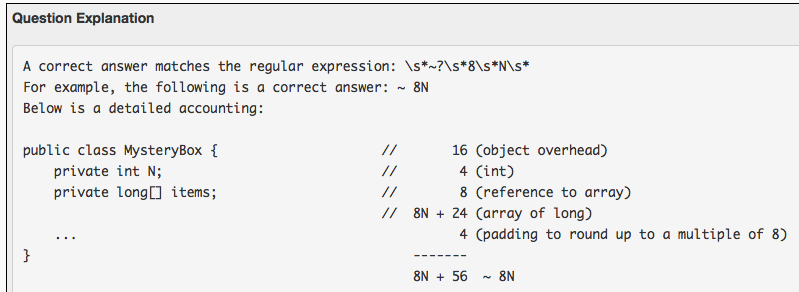 Question Explanation
A correct answer matches the regular expression: \s*~?\s*8\s*N\s*
For example, the following is a correct answer: ~ 8N
Below is a detailed accounting:
public class MysteryBox { // 16 (object overhead)
private int N; // 4 (int)
private long[] items; // 8 (reference to array)
// 8N + 24 (array of long)
... 4 (padding to round up to a multiple of 8)
} -------
8N + 56 ~ 8N